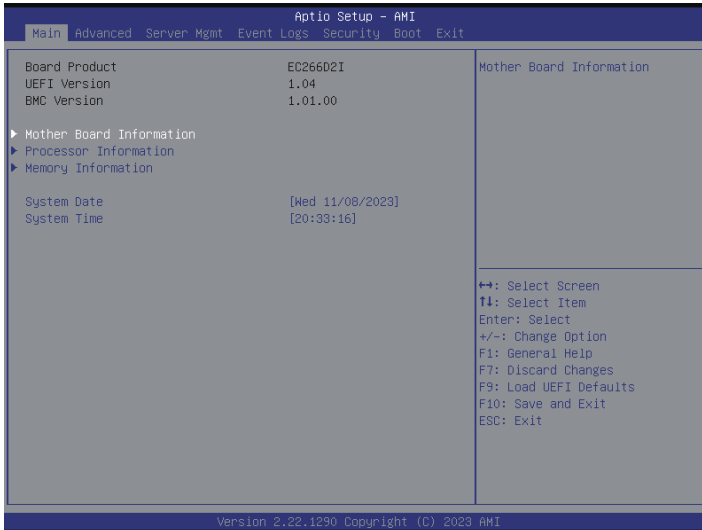 Aptio Setup - AMI
Main Advanced Server Mgmt Event Logs Security Boot Exit
Board Product EC266D2I
UEFI Version 1.04
BMC Version 1.01.00
Mother Board Information
Processor Information
Memory Information
System Date [Wed 11/08/2023]
System Time [20:33:16]
Mother Board Information
↔: Select Screen
↑↓: Select Item
Enter: Select
+/-: Change Option
F1: General Help
F7: Discard Changes
F9: Load UEFI Defaults
F10: Save and Exit
ESC: Exit
Version 2.22.1290 Copyright (C) 2023 AMI